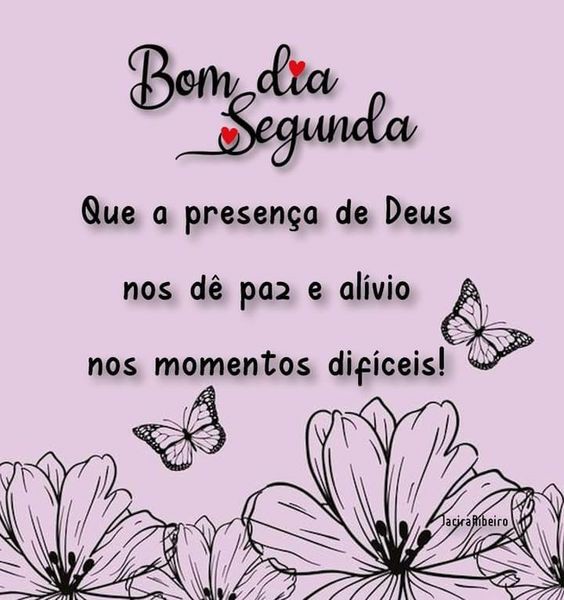 Bom dia
Segunda
Que a presença de Deus
nos dê paz e alívio
nos momentos difíceis!
JaciraRibeiro